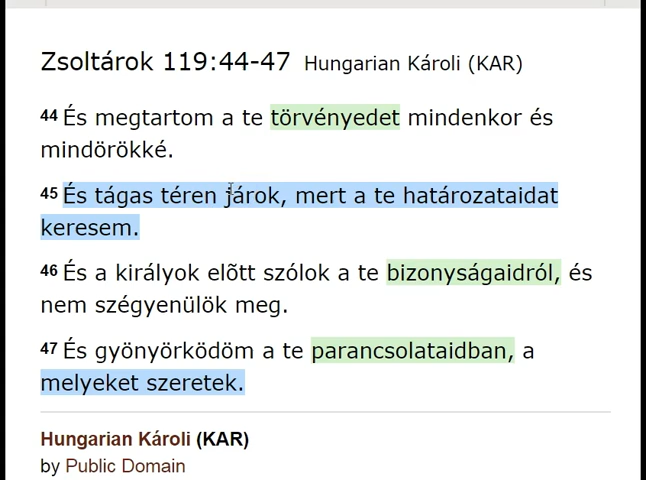 Zsoltárok 119:44-47 Hungarian Károli (KAR)
44 És megtartom a te törvényedet mindenkor és
mindörökké.
45 És tágas téren járok, mert a te határozataidat
keresem.
46 És a királyok elõtt szólok a te bizonyságaidról, és
nem szégyenülök meg.
47 És gyönyörködöm a te parancsolataidban, a
melyeket szeretek.
Hungarian Károli (KAR)
by Public Domain